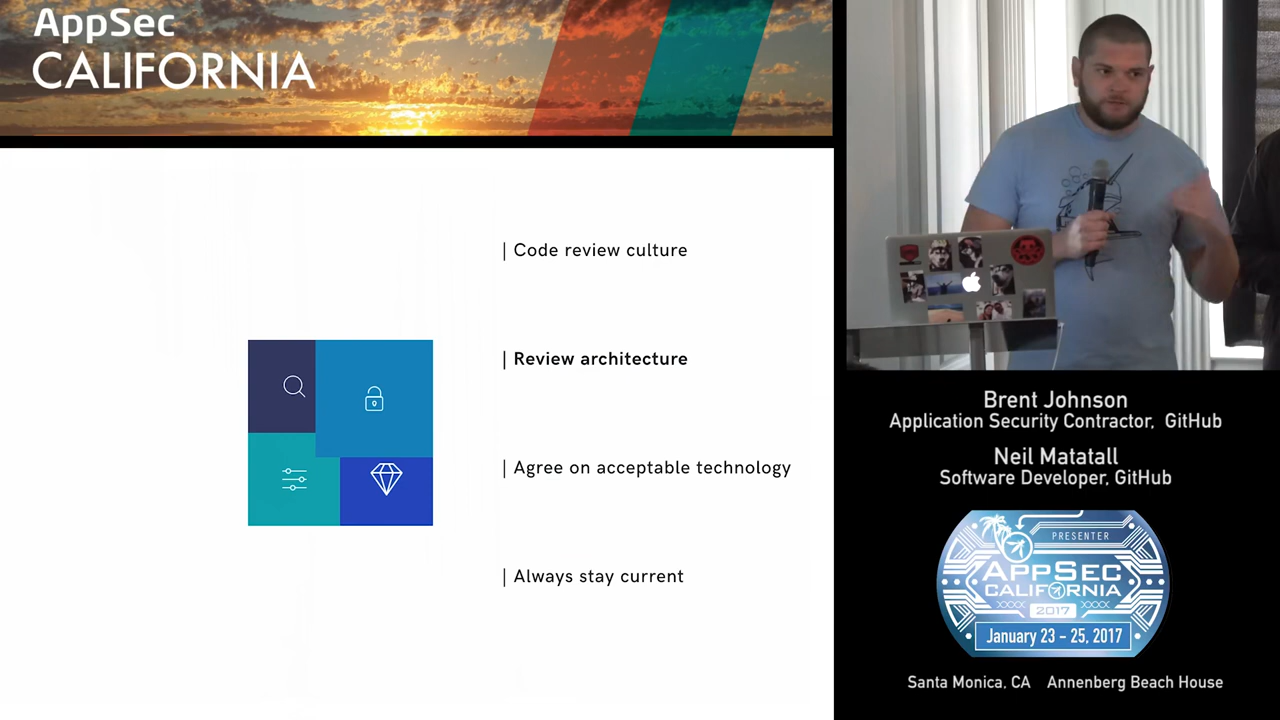 AppSec
CALIFORNIA
| Code review culture
| Review architecture
| Agree on acceptable technology
| Always stay current
Brent Johnson
Application Security Contractor, GitHub
Neil Matatall
Software Developer, GitHub
PRESENTER
APPSEC
CALIFORNIA
XXXX 2017 XXXX
January 23 - 25, 2017
Santa Monica, CA Annenberg Beach House